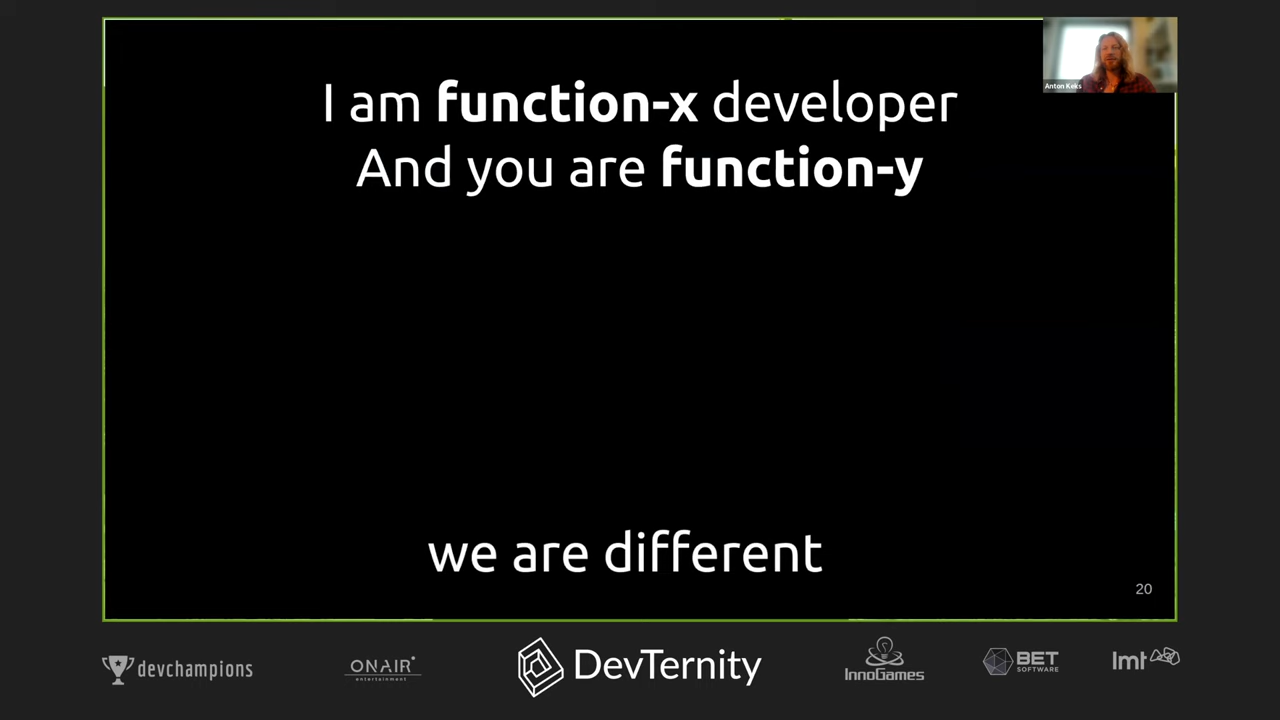 I am function-x developer
And you are function-y
Anton Keks
we are different
20
devchampions
ONAIR
entertainment
DevTernity
InnoGames
BET
SOFTWARE
lmt